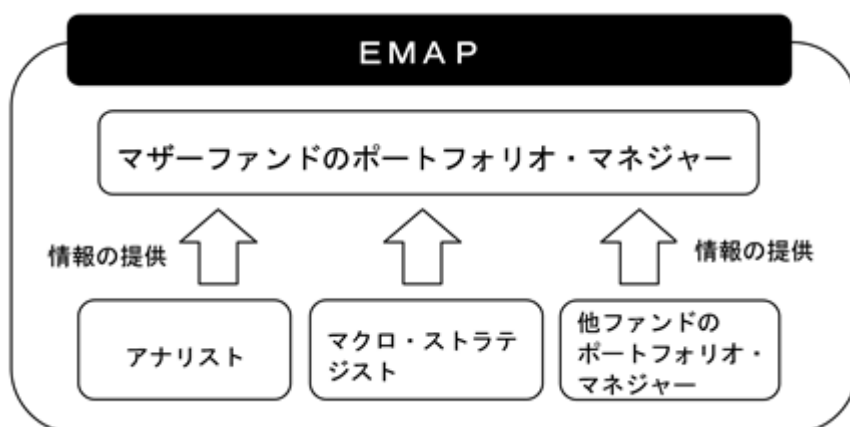 ＥＭＡＰ
マザーファンドのポートフォリオ・マネジャー
情報の提供
情報の提供
アナリスト
マクロ・ストラテ
ジスト
他ファンドの
ポートフォリオ・
マネジャー